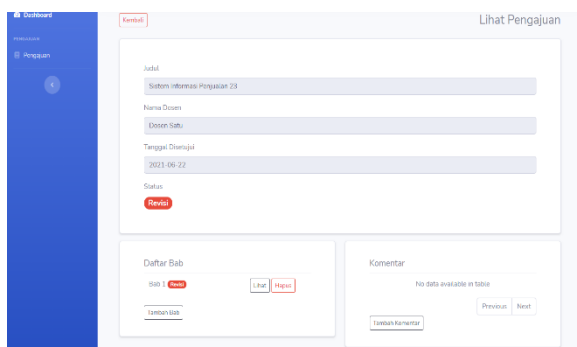 Dashboard
Kembali
Lihat Pengajuan
PENGAJUAN
Pengajuan
Judul
Sistem Informasi Penjualan 23
Nama Dosen
Dosen Satu
Tanggal Disetujui
2021-06-22
Status
Revisi
Daftar Bab
Bab 1 Revisi Lihat Hapus
Tambah Bab
Komentar
No data available in table
Previous Next
Tambah Komentar